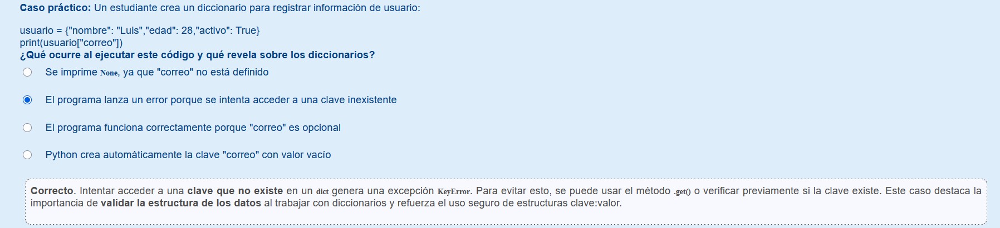 Caso práctico: Un estudiante crea un diccionario para registrar información de usuario:
usuario = {"nombre": "Luis","edad": 28,"activo": True}
print(usuario["correo"])
¿Qué ocurre al ejecutar este código y qué revela sobre los diccionarios?
Se imprime None, ya que "correo" no está definido
El programa lanza un error porque se intenta acceder a una clave inexistente
El programa funciona correctamente porque "correo" es opcional
Python crea automáticamente la clave "correo" con valor vacío
Correcto. Intentar acceder a una clave que no existe en un dict genera una excepción KeyError. Para evitar esto, se puede usar el método .get() o verificar previamente si la clave existe. Este caso destaca la
importancia de validar la estructura de los datos al trabajar con diccionarios y refuerza el uso seguro de estructuras clave:valor.